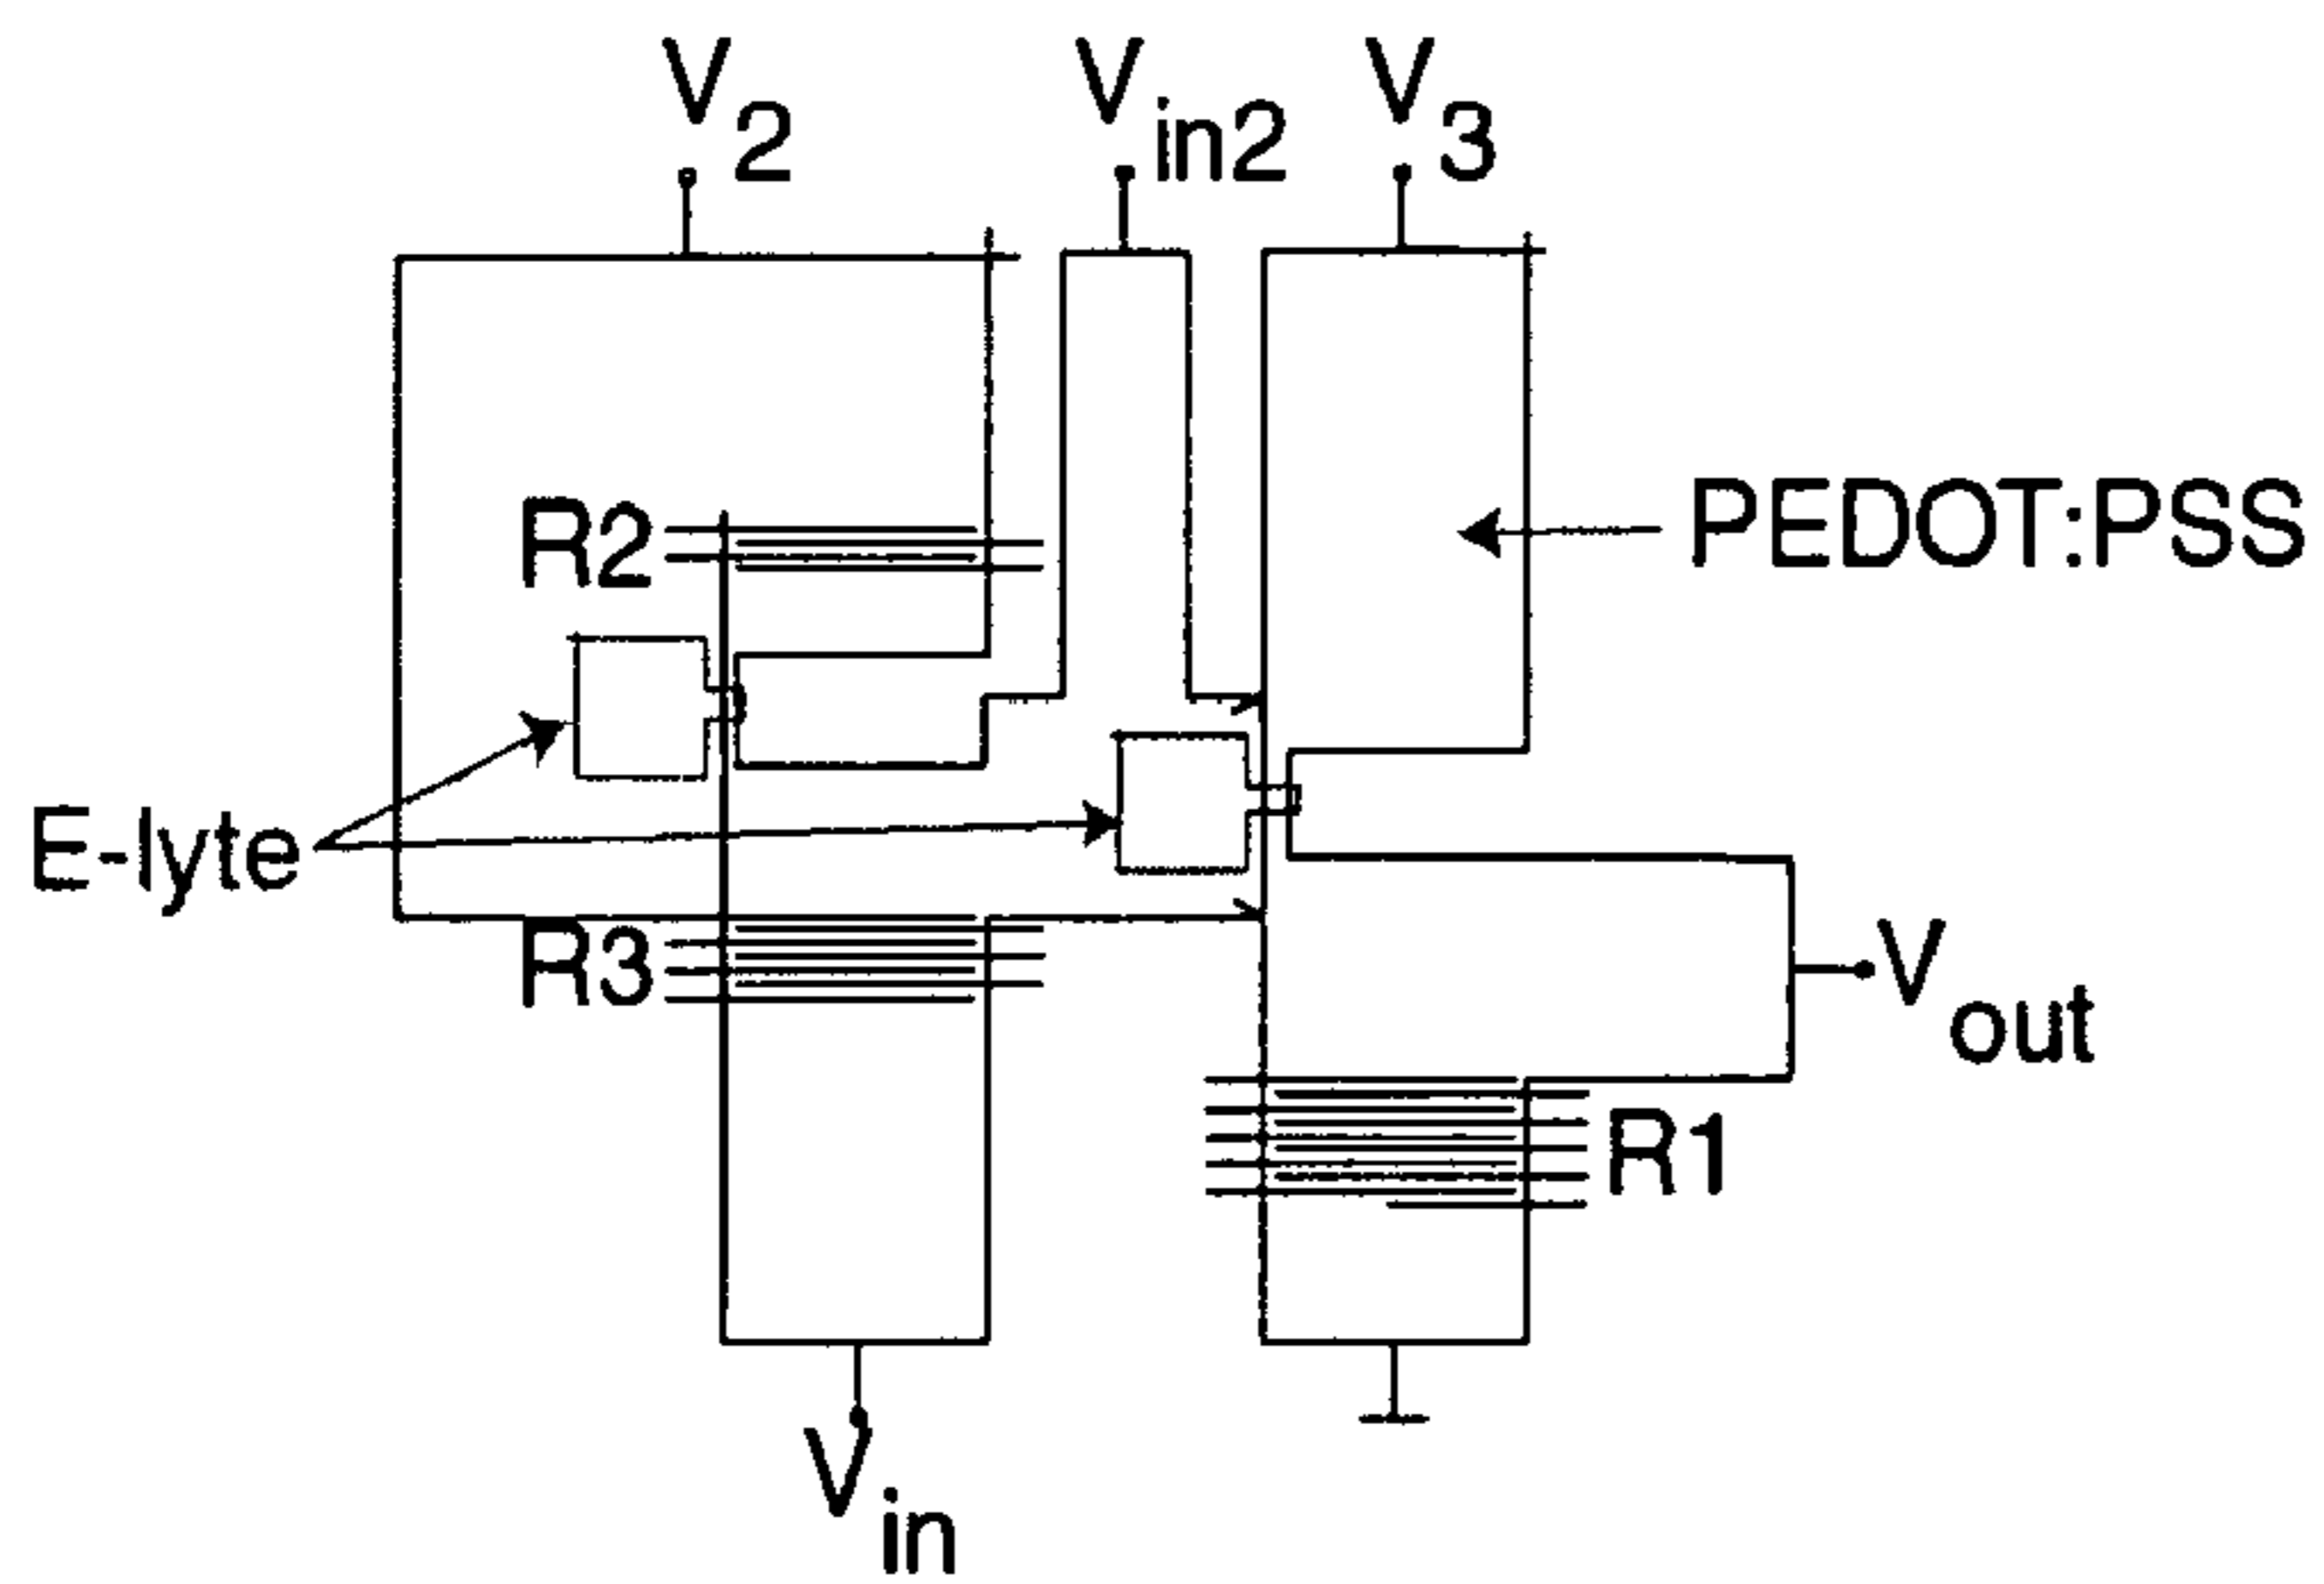 V2
Vin2
V3
R2
PEDOT:PSS
E-lyte
R3
Vout
R1
Vin